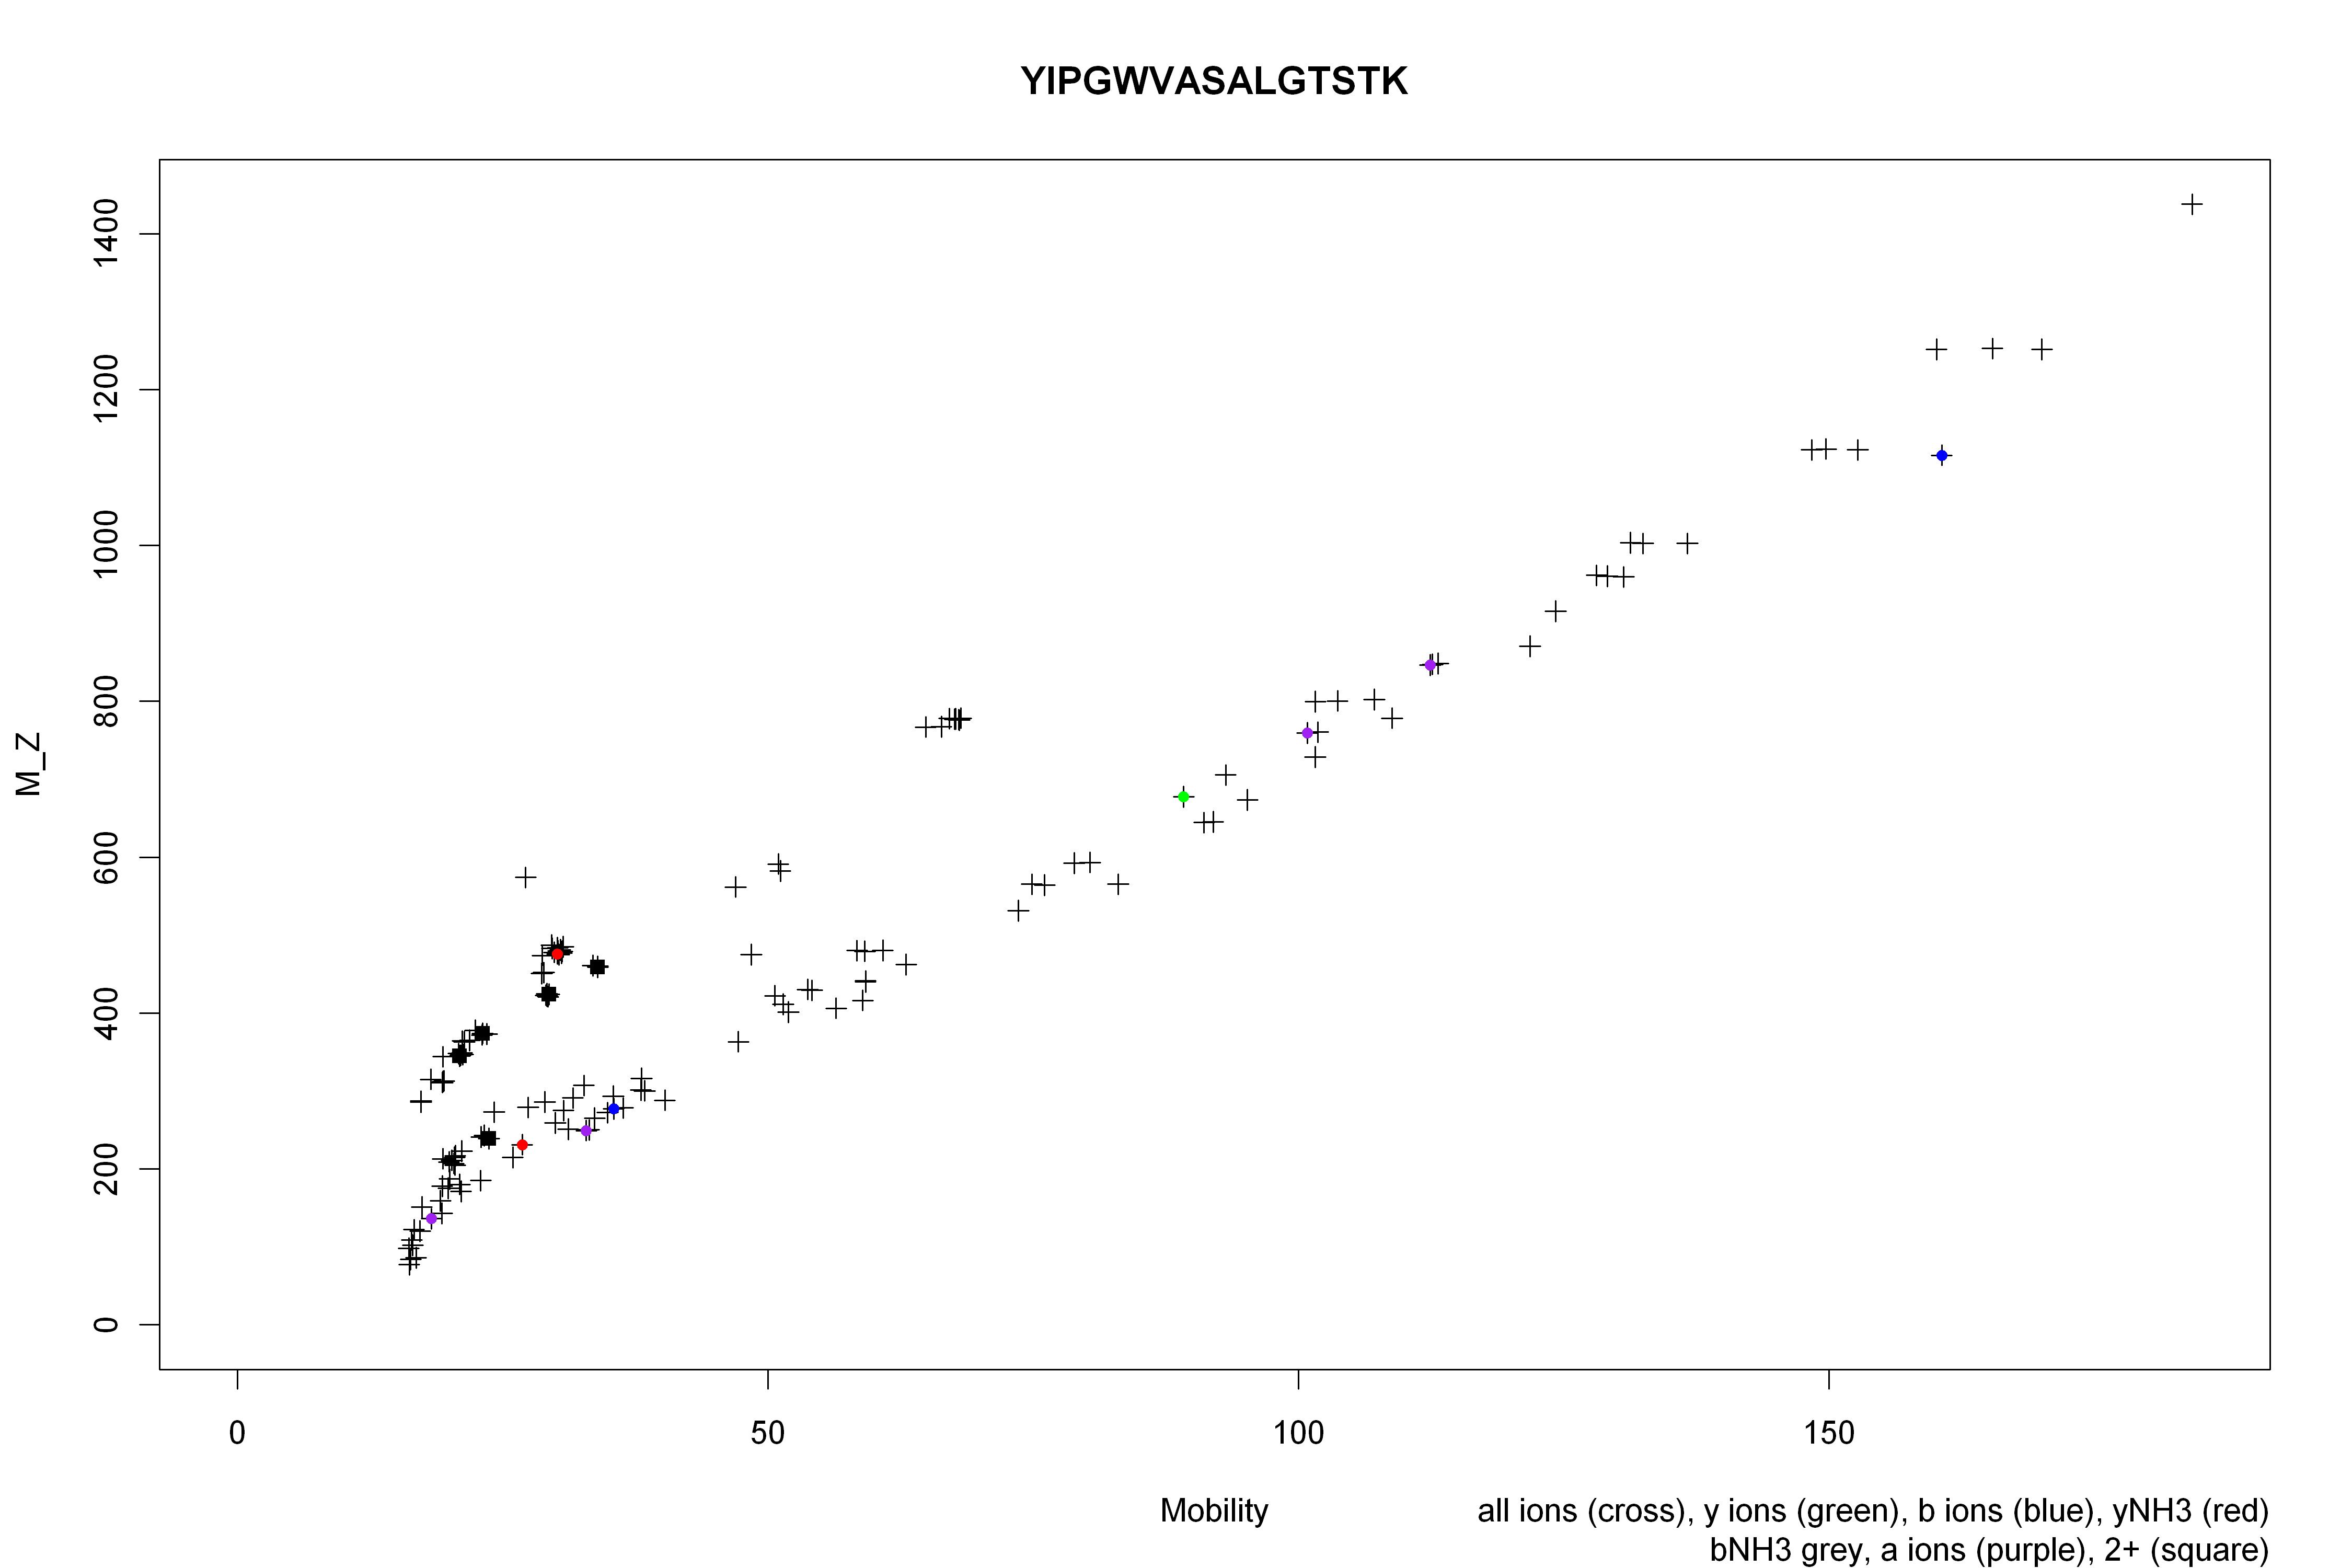 YIPGWVASALGTSTK
1400
1200
1000
800
600
400
200
0
M_Z
0 50 100 150
Mobility
all ions (cross), y ions (green), b ions (blue), yNH3 (red)
bNH3 grey, a ions (purple), 2+ (square)